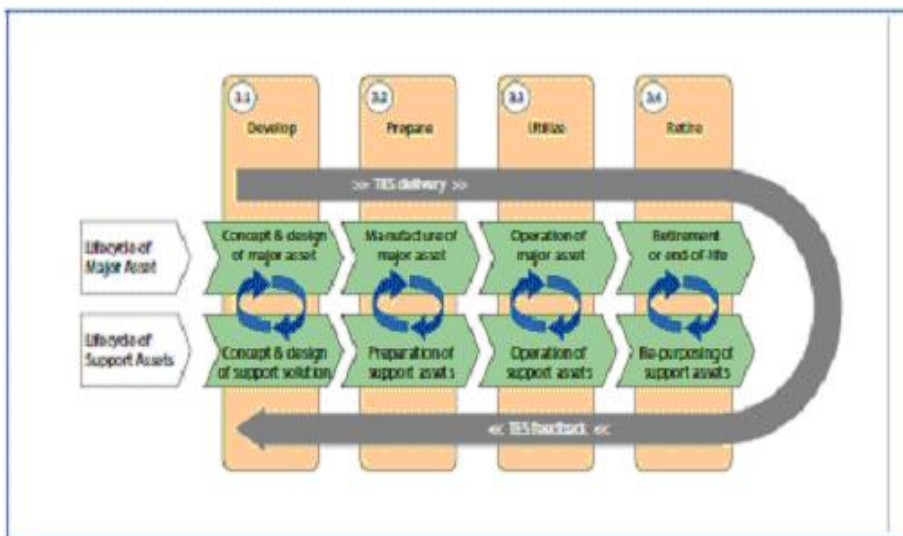 3.1
Develop
3.2
Prepare
3.3
Utilize
3.4
Retire
>> TES delivery >>
Lifecycle of
Major Asset
Concept & design
of major asset
Manufacture of
major asset
Operation of
major asset
Retirement
or end-of-life
Lifecycle of
Support Assets
Concept & design
of support solution
Preparation of
support assets
Operation of
support assets
Re-purposing of
support assets
<< TES feedback <<